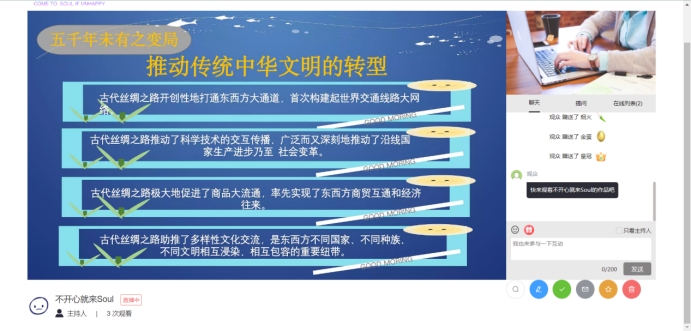 COME TO SOUL IF UNHAPPY
五千年未有之变局
推动传统中华文明的转型
古代丝绸之路开创性地打通东西方大通道，首次构建起世界交通线路大网
络。
GOOD MORNING
古代丝绸之路推动了科学技术的交互传播，广泛而又深刻地推动了沿线国
家生产进步乃至 社会变革。
GOOD MORNING
古代丝绸之路极大地促进了商品大流通，率先实现了东西方商贸互通和经济
往来。
GOOD MORNING
古代丝绸之路助推了多样性文化交流，是东西方不同国家、不同种族、
不同文明相互浸染、相互包容的重要纽带。
GOOD MORNING
聊天 提问 在线列表(2)
观众 赠送了 烟火
观众 赠送了 金蛋
观众 赠送了 皇冠
观众
快来观看不开心就来Soul的作品吧
只看主持人
我也来参与一下互动
0/200 发送
不开心就来Soul 直播中
主持人 | 3 次观看